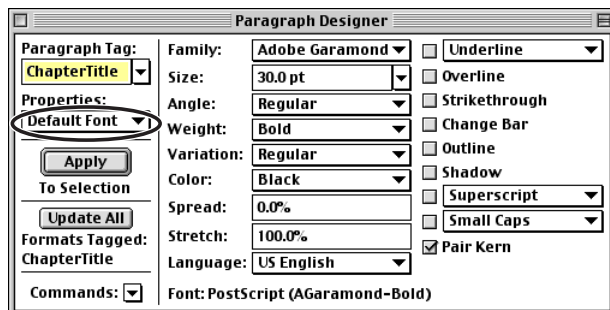 Paragraph Designer
Paragraph Tag:
ChapterTitle
Properties:
Default Font
Apply
To Selection
Update All
Formats Tagged:
ChapterTitle
Commands:
Family: Adobe Garamond
Size: 30.0 pt
Angle: Regular
Weight: Bold
Variation: Regular
Color: Black
Spread: 0.0%
Stretch: 100.0%
Language: US English
Font: PostScript (AGaramond-Bold)
Underline
Overline
Strikethrough
Change Bar
Outline
Shadow
Superscript
Small Caps
Pair Kern